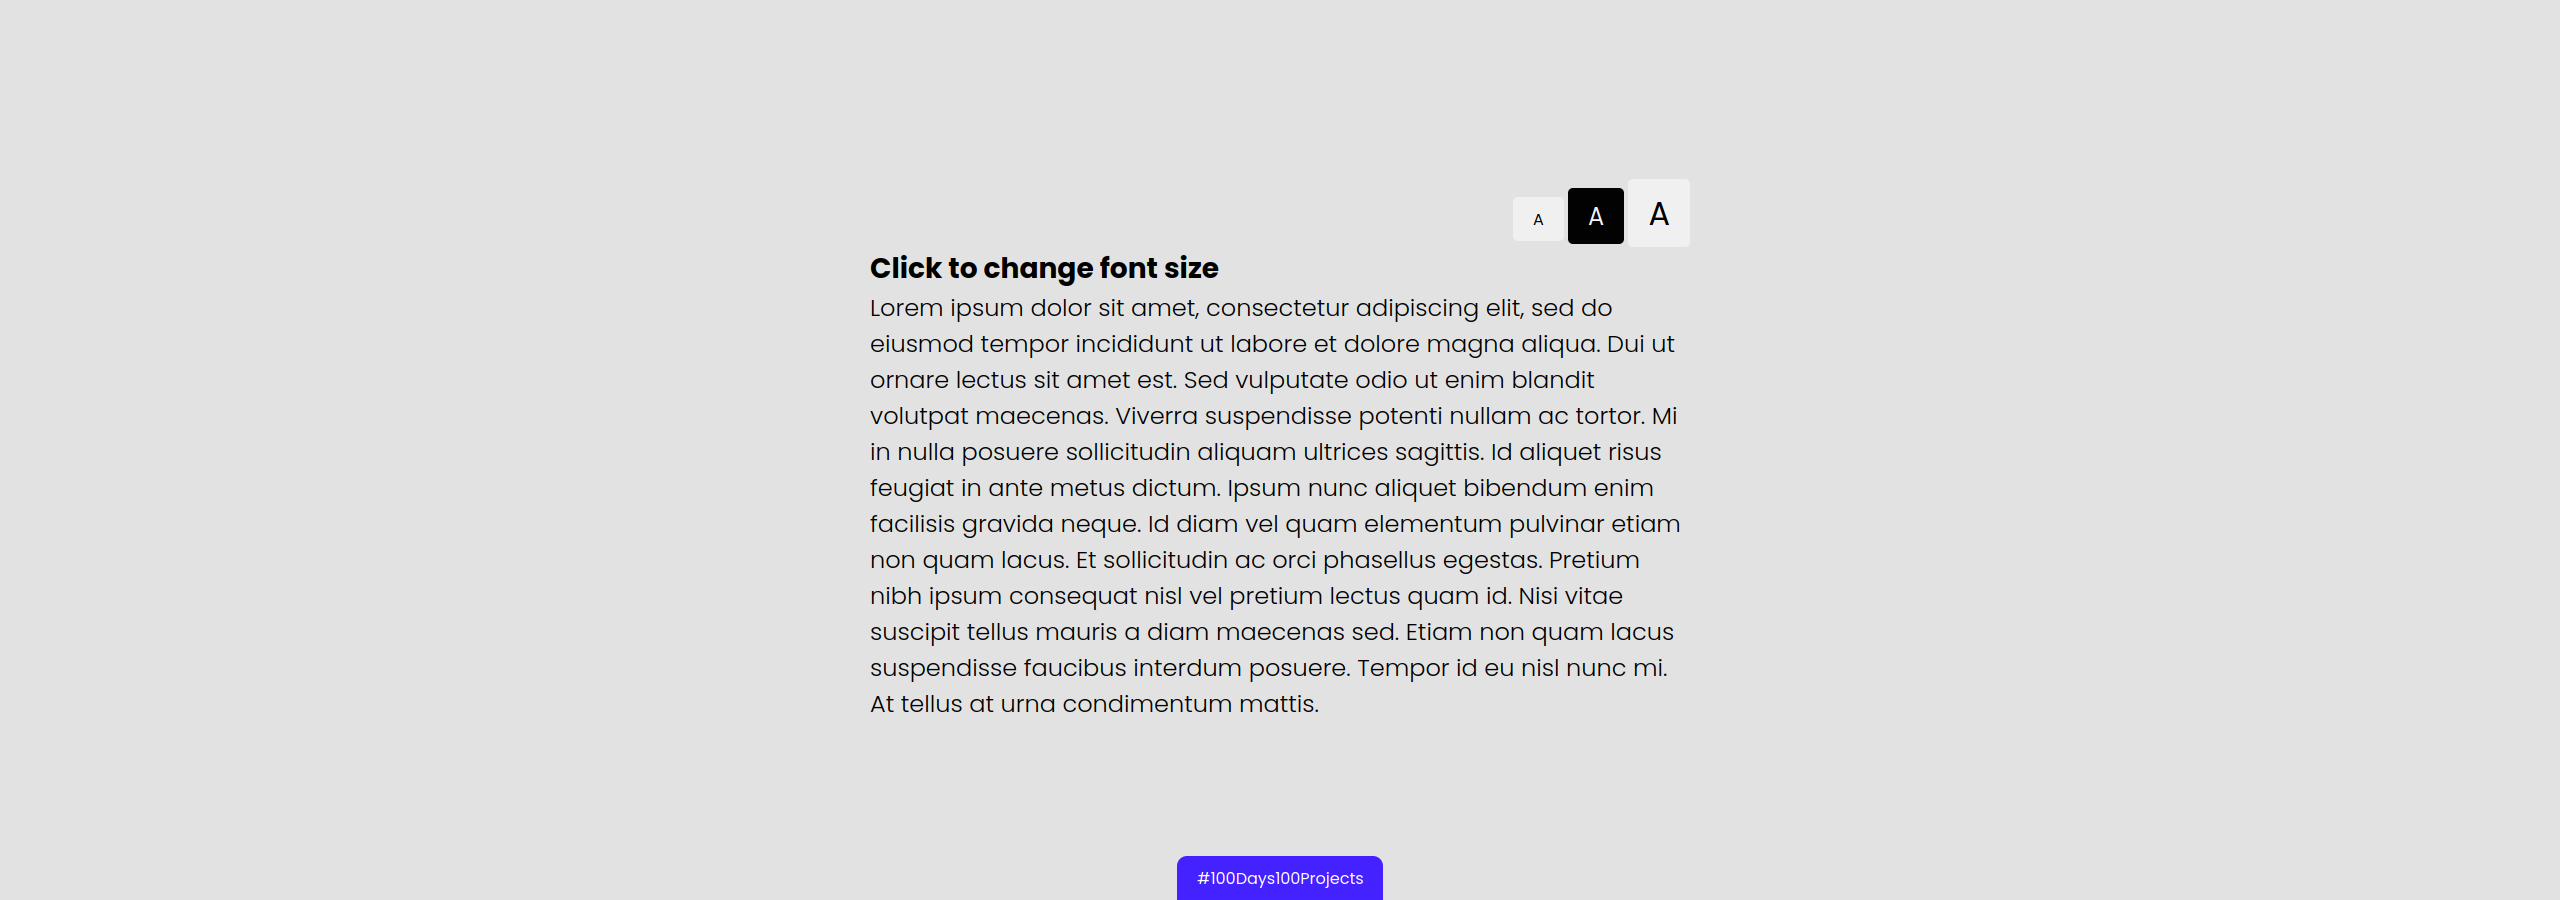 A A A
Click to change font size
Lorem ipsum dolor sit amet, consectetur adipiscing elit, sed do
eiusmod tempor incididunt ut labore et dolore magna aliqua. Dui ut
ornare lectus sit amet est. Sed vulputate odio ut enim blandit
volutpat maecenas. Viverra suspendisse potenti nullam ac tortor. Mi
in nulla posuere sollicitudin aliquam ultrices sagittis. Id aliquet risus
feugiat in ante metus dictum. Ipsum nunc aliquet bibendum enim
facilisis gravida neque. Id diam vel quam elementum pulvinar etiam
non quam lacus. Et sollicitudin ac orci phasellus egestas. Pretium
nibh ipsum consequat nisl vel pretium lectus quam id. Nisi vitae
suscipit tellus mauris a diam maecenas sed. Etiam non quam lacus
suspendisse faucibus interdum posuere. Tempor id eu nisl nunc mi.
At tellus at urna condimentum mattis.
#100Days100Projects